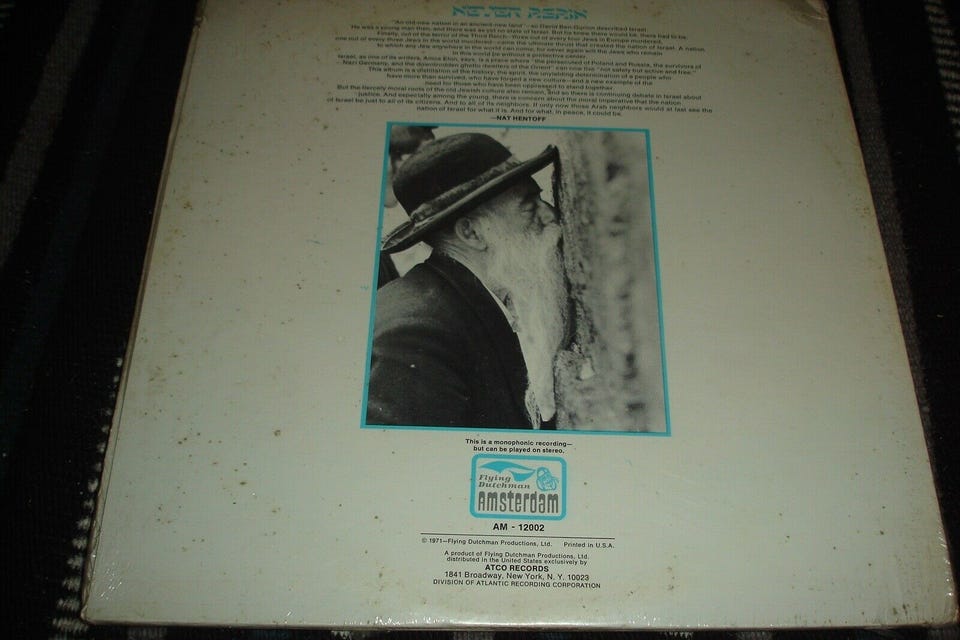 NEVER AGAIN
"An old-new nation in an ancient-new land"—so David Ben-Gurion described Israel.
He was a young man then, and there was as yet no state of Israel. But he knew there would be, there had to be.
Finally, out of the terror of the Third Reich—three out of every four Jews in Europe murdered,
one out of every three Jews in the world murdered—came the ultimate thrust that created the nation of Israel. A nation
to which any Jew anywhere in the world can come, for never again will the Jews who remain
in this world be without a protective center.
Israel, as one of its writers, Amos Elon, says, is a place where "the persecuted of Poland and Russia, the survivors of
Nazi Germany, and the downtrodden ghetto dwellers of the Orient" can now live "not safely but active and free."
This album is a distillation of the history, the spirit, the unyielding determination of a people who
have more than survived, who have forged a new culture—and a new example of the
need for those who have been oppressed to stand together.
But the fiercely moral roots of the old Jewish culture also remain, and so there is continuing debate in Israel about
justice. And especially among the young, there is concern about the moral imperative that the nation
of Israel be just to all of its citizens. And to all of its neighbors. If only now those Arab neighbors would at last see the
nation of Israel for what it is. And for what, in peace, it could be.
—NAT HENTOFF
This is a monophonic recording—
but can be played on stereo.
Flying
Dutchman
Amsterdam
AM - 12002
© 1971—Flying Dutchman Productions, Ltd. Printed in U.S.A.
A product of Flying Dutchman Productions, Ltd.
distributed in the United States exclusively by
ATCO RECORDS
1841 Broadway, New York, N. Y. 10023
DIVISION OF ATLANTIC RECORDING CORPORATION